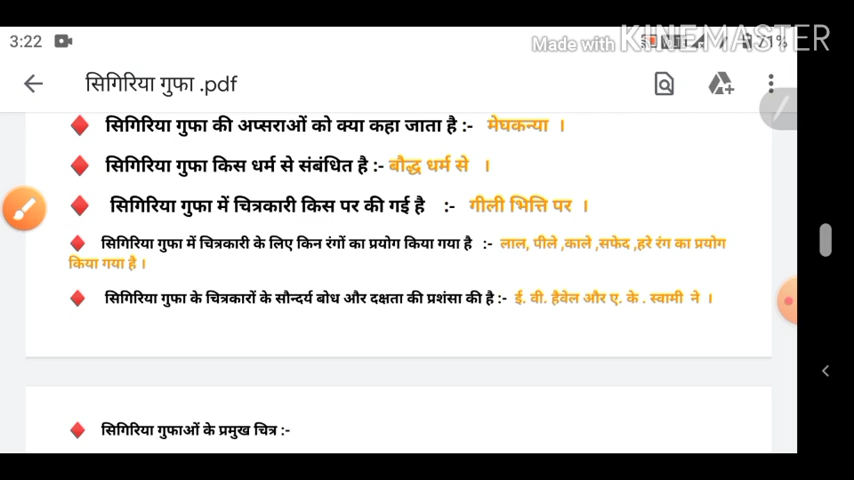 3:22
Made with KINEMASTER
71%
सिगिरिया गुफा .pdf
सिगिरिया गुफा की अप्सराओं को क्या कहा जाता है :- मेघकन्या ।
सिगिरिया गुफा किस धर्म से संबंधित है :- बौद्ध धर्म से ।
सिगिरिया गुफा में चित्रकारी किस पर की गई है :- गीली भित्ति पर ।
सिगिरिया गुफा में चित्रकारी के लिए किन रंगों का प्रयोग किया गया है :- लाल, पीले ,काले ,सफेद ,हरे रंग का प्रयोग
किया गया है ।
सिगिरिया गुफा के चित्रकारों के सौन्दर्य बोध और दक्षता की प्रशंसा की है :- ई. वी. हैवेल और ए. के . स्वामी ने ।
सिगिरिया गुफाओं के प्रमुख चित्र :-